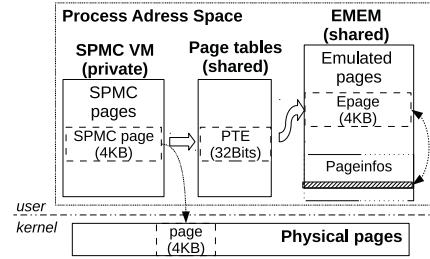 Process Adress Space
EMEM
(shared)
SPMC VM
(private)
Page tables
(shared)
SPMC
pages
SPMC page
(4KB)
PTE
(32Bits)
Emulated
pages
Epage
(4KB)
Pageinfos
user
kernel
page
(4KB)
Physical pages